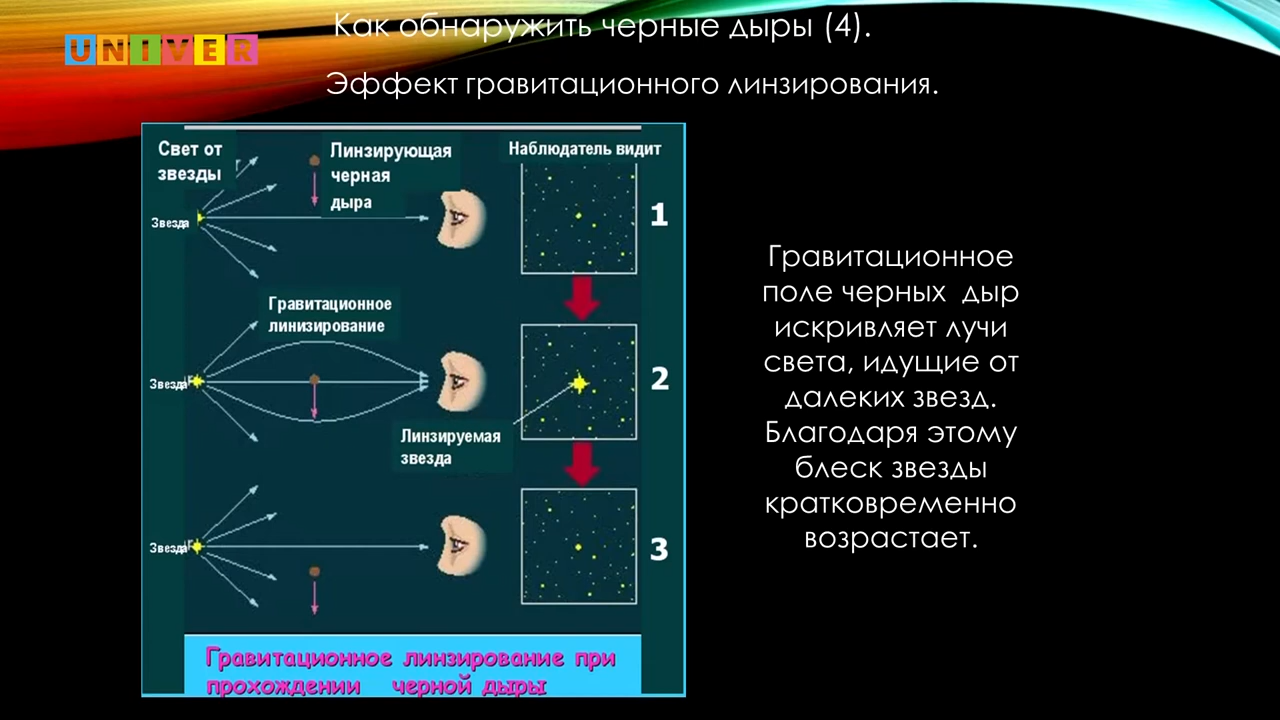 Как обнаружить черные дыры (4).
UNIVER
Эффект гравитационного линзирования.
Свет от
звезды
Линзирующая
черная
дыра
Наблюдатель видит
Звезда
1
Гравитационное
линизирование
Звезда
2
Линзируемая
звезда
Звезда
3
Гравитационное линзирование при
прохождении черной дыры
Гравитационное
поле черных дыр
искривляет лучи
света, идущие от
далеких звезд.
Благодаря этому
блеск звезды
кратковременно
возрастает.